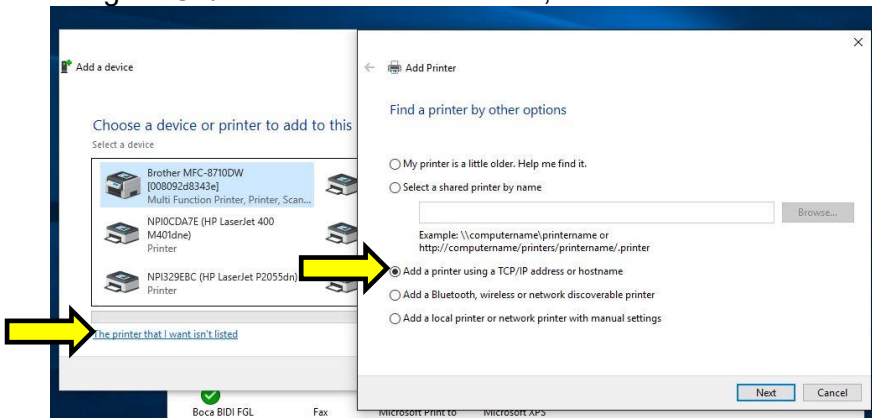 Add a device
Choose a device or printer to add to this
Select a device
Brother MFC-8710DW
[008092d8343e]
Multi Function Printer, Printer, Scan...
NPI0CDA7E (HP LaserJet 400
M401dne)
Printer
NPI329EBC (HP LaserJet P2055dn)
Printer
The printer that I want isn't listed
Add Printer
Find a printer by other options
My printer is a little older. Help me find it.
Select a shared printer by name
Browse...
Example: \\computername\printername or
http://computername/printers/printername/.printer
Add a printer using a TCP/IP address or hostname
Add a Bluetooth, wireless or network discoverable printer
Add a local printer or network printer with manual settings
Next Cancel
Boca BIDI FGL Fax Microsoft Print to Microsoft XPS